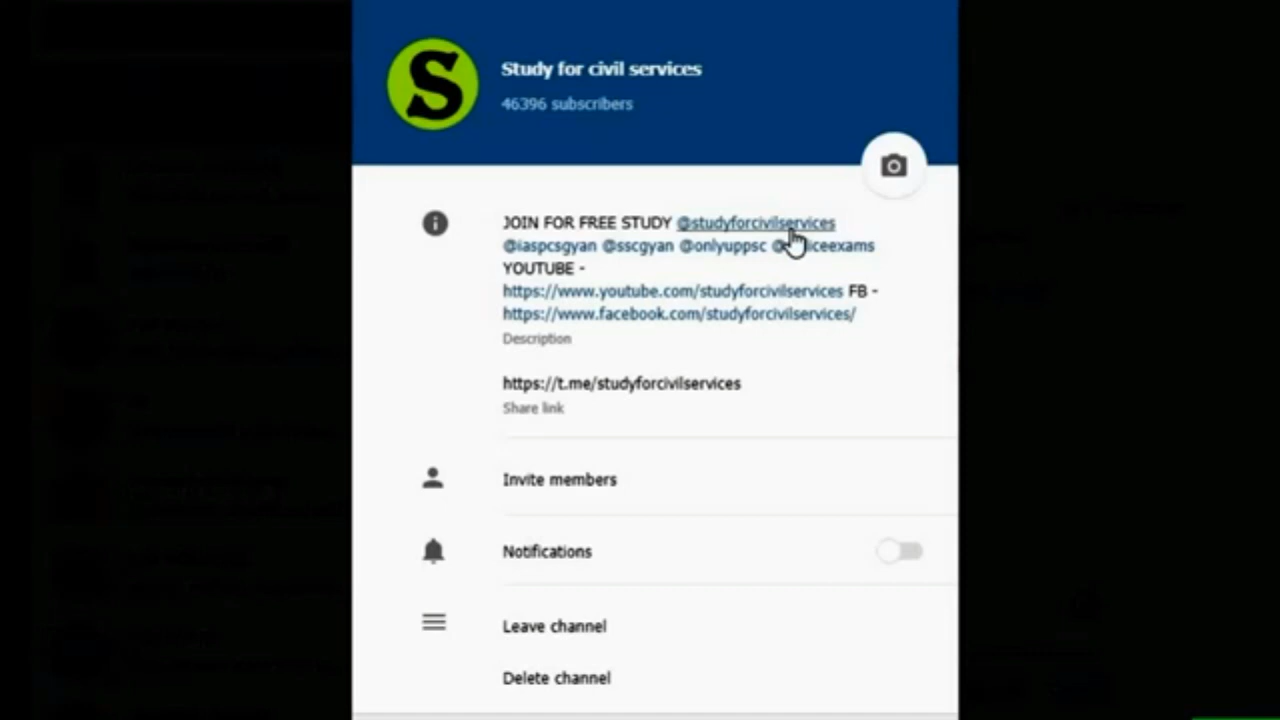 S
Study for civil services
46396 subscribers
JOIN FOR FREE STUDY @studyforcivilservices
@iaspcsgyan @sscgyan @onlyuppsc
YOUTUBE -
https://www.youtube.com/studyforcivilservices FB -
https://www.facebook.com/studyforcivilservices/
Description
https://t.me/studyforcivilservices
Share link
Invite members
Notifications
Leave channel
Delete channel